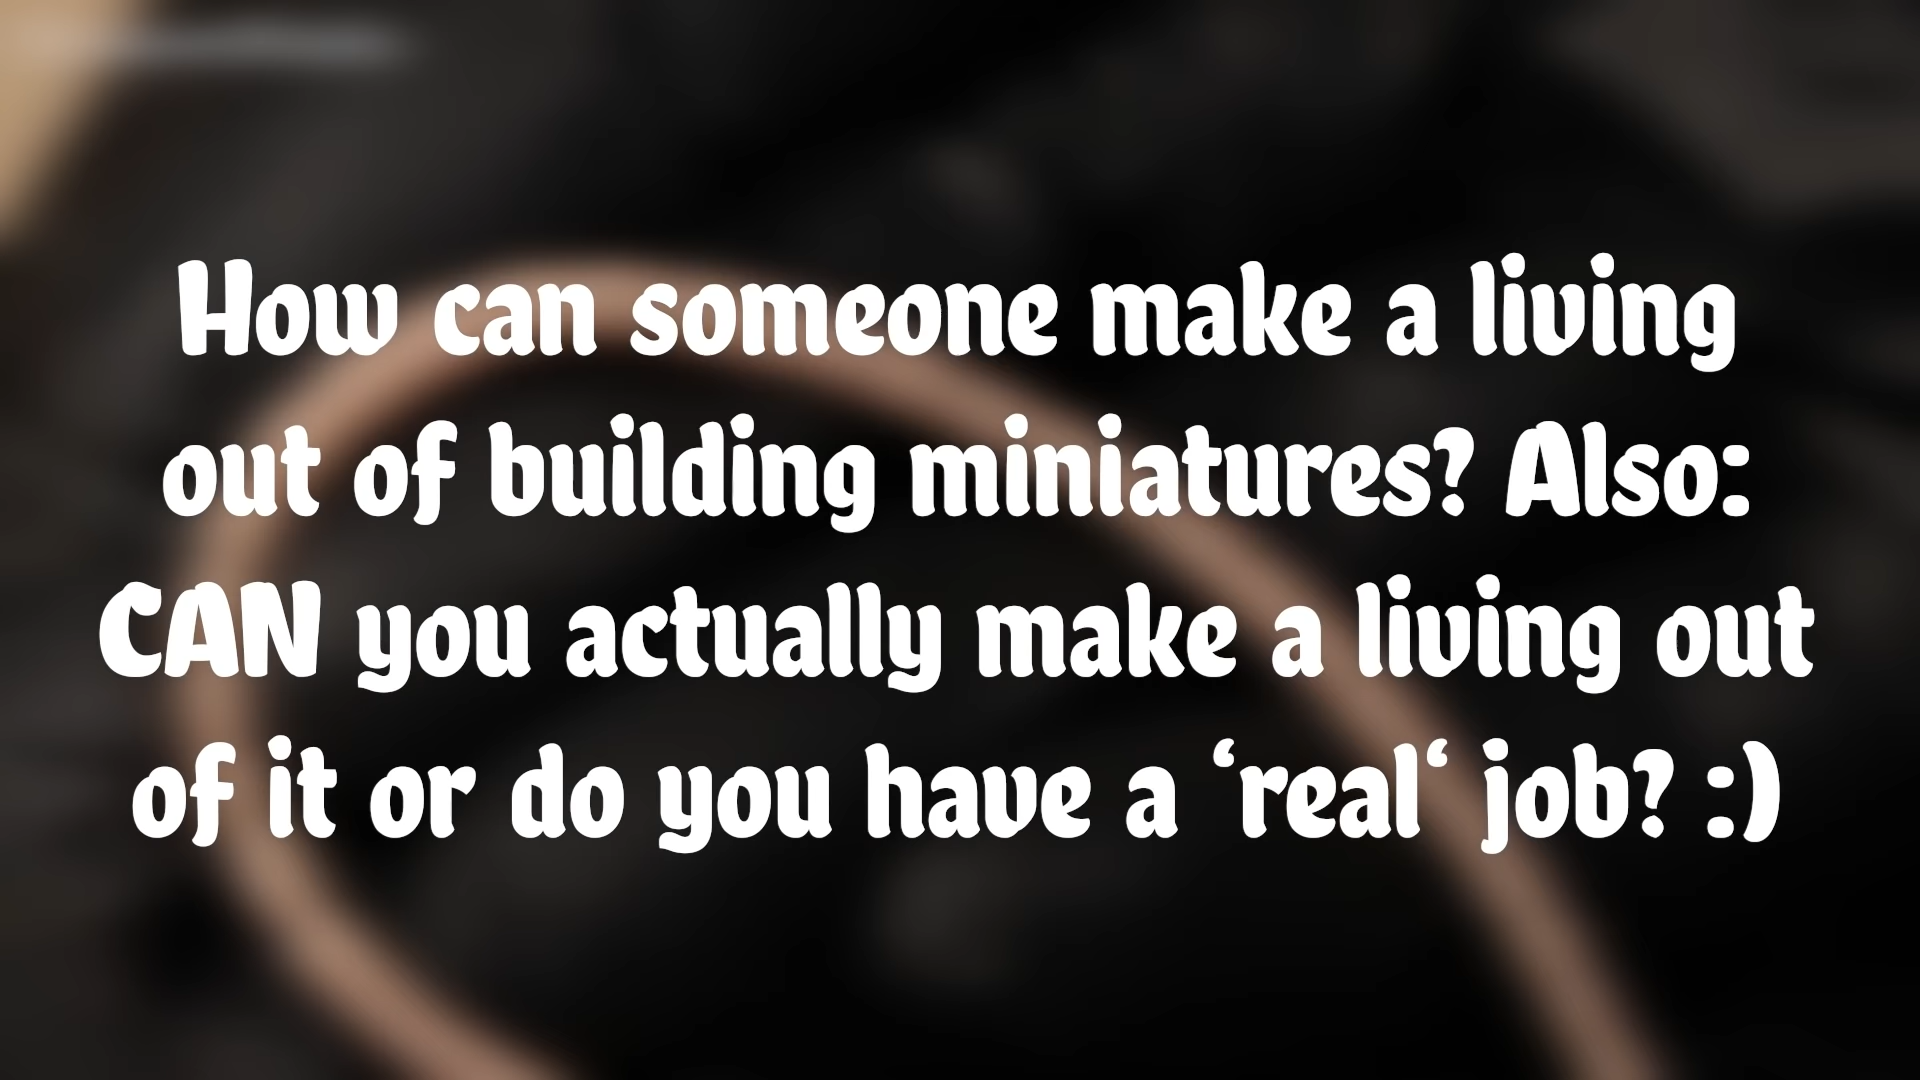 How can someone make a living
out of building miniatures? Also:
CAN you actually make a living out
of it or do you have a ‘real‘ job? :)